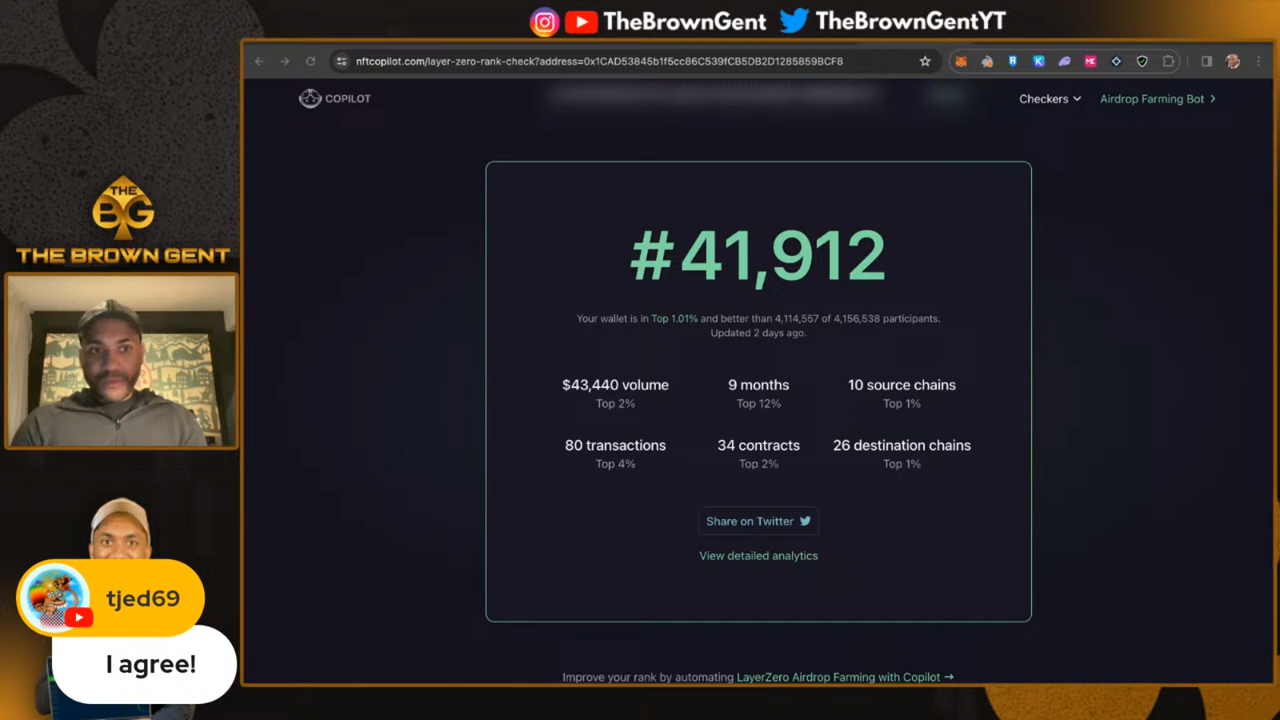 TheBrownGent TheBrownGentYT
nftcopilot.com/layer-zero-rank-check?address=0x1CAD53845b1f5cc86C539fCB5DB2D1285859BCF8
COPILOT
Checkers
Airdrop Farming Bot
THE
BG
THE BROWN GENT
#41,912
Your wallet is in Top 1.01% and better than 4,114,557 of 4,156,538 participants.
Updated 2 days ago.
$43,440 volume
Top 2%
9 months
Top 12%
10 source chains
Top 1%
80 transactions
Top 4%
34 contracts
Top 2%
26 destination chains
Top 1%
Share on Twitter
View detailed analytics
Improve your rank by automating LayerZero Airdrop Farming with Copilot →
tjed69
I agree!